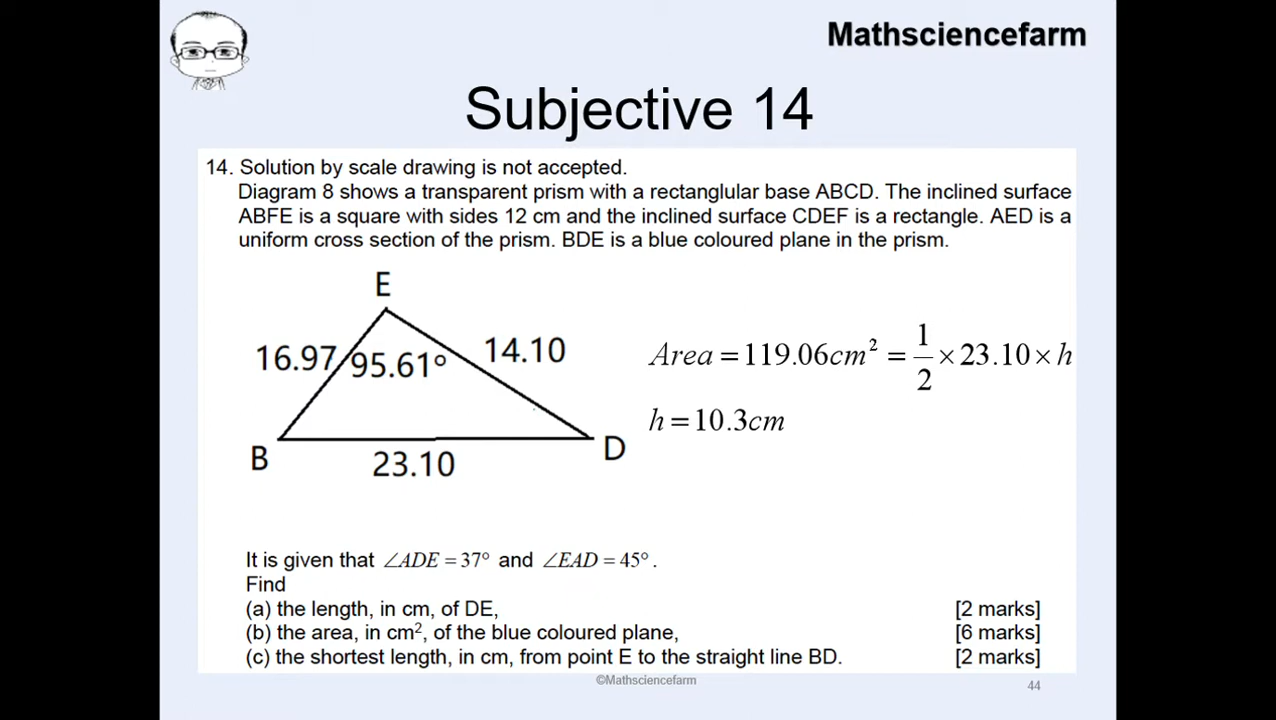 Mathsciencefarm
Subjective 14
14. Solution by scale drawing is not accepted.
Diagram 8 shows a transparent prism with a rectanglular base ABCD. The inclined surface
ABFE is a square with sides 12 cm and the inclined surface CDEF is a rectangle. AED is a
uniform cross section of the prism. BDE is a blue coloured plane in the prism.
E
16.97 95.61° 14.10
B 23.10 D
Area = 119.06cm² = 1/2 × 23.10 × h
h = 10.3cm
It is given that ∠ADE = 37° and ∠EAD = 45°.
Find
(a) the length, in cm, of DE, [2 marks]
(b) the area, in cm², of the blue coloured plane, [6 marks]
(c) the shortest length, in cm, from point E to the straight line BD. [2 marks]
©Mathsciencefarm 44